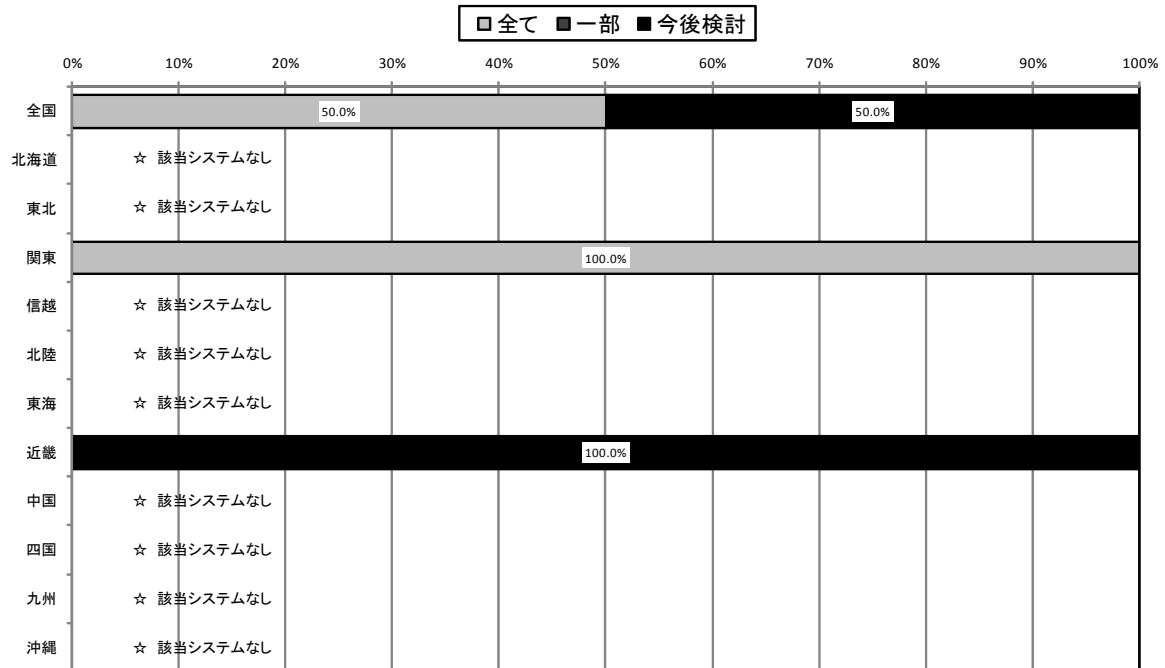 全て 一部 今後検討
0% 10% 20% 30% 40% 50% 60% 70% 80% 90% 100%
全国 50.0% 50.0%
北海道 ☆ 該当システムなし
東北 ☆ 該当システムなし
関東 100.0%
信越 ☆ 該当システムなし
北陸 ☆ 該当システムなし
東海 ☆ 該当システムなし
近畿 100.0%
中国 ☆ 該当システムなし
四国 ☆ 該当システムなし
九州 ☆ 該当システムなし
沖縄 ☆ 該当システムなし